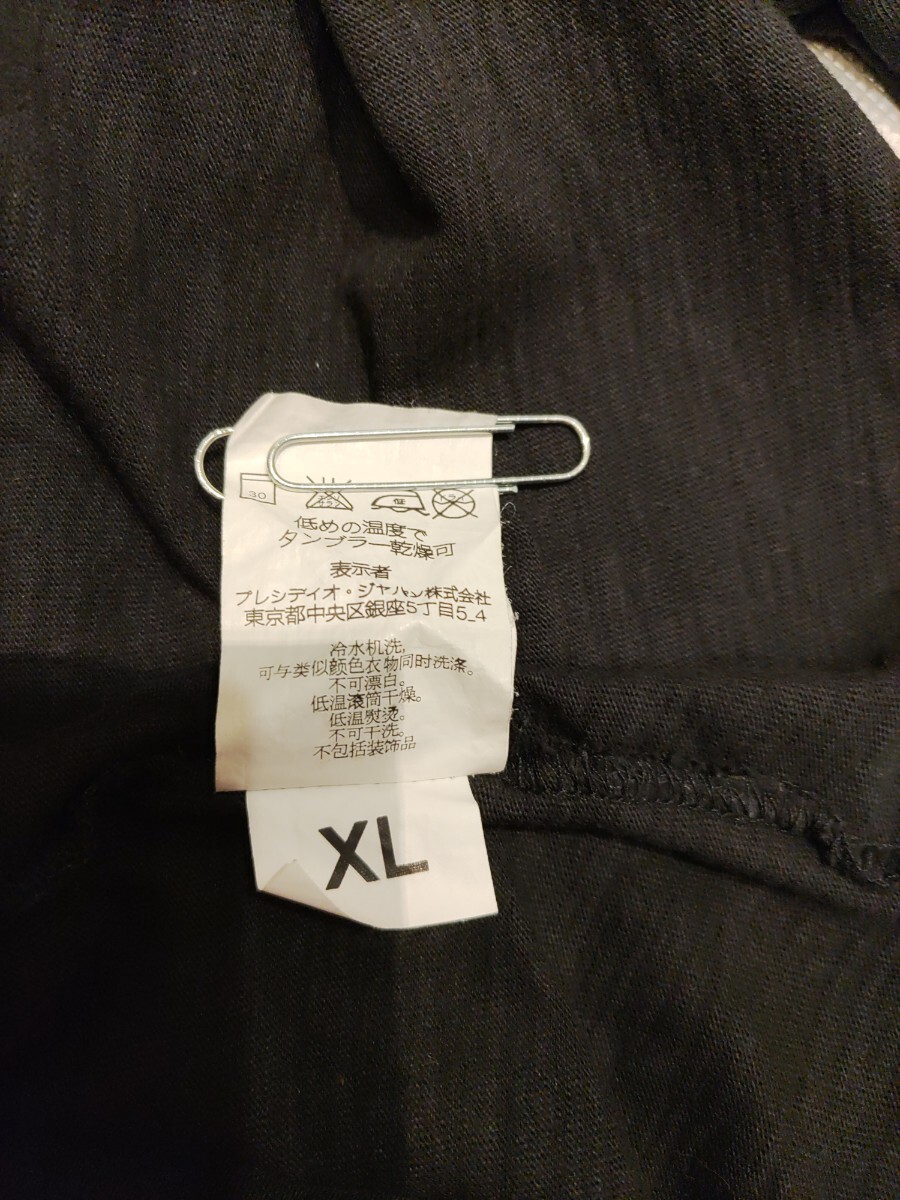 30 低
低めの温度で
タンブラー乾燥可
表示者
プレシディオ・ジャパン株式会社
東京都中央区銀座5丁目5_4
冷水机洗,
可与类似颜色衣物同时洗涤。
不可漂白。
低温滚筒干燥。
低温熨烫。
不可干洗。
不包括装饰品
XL